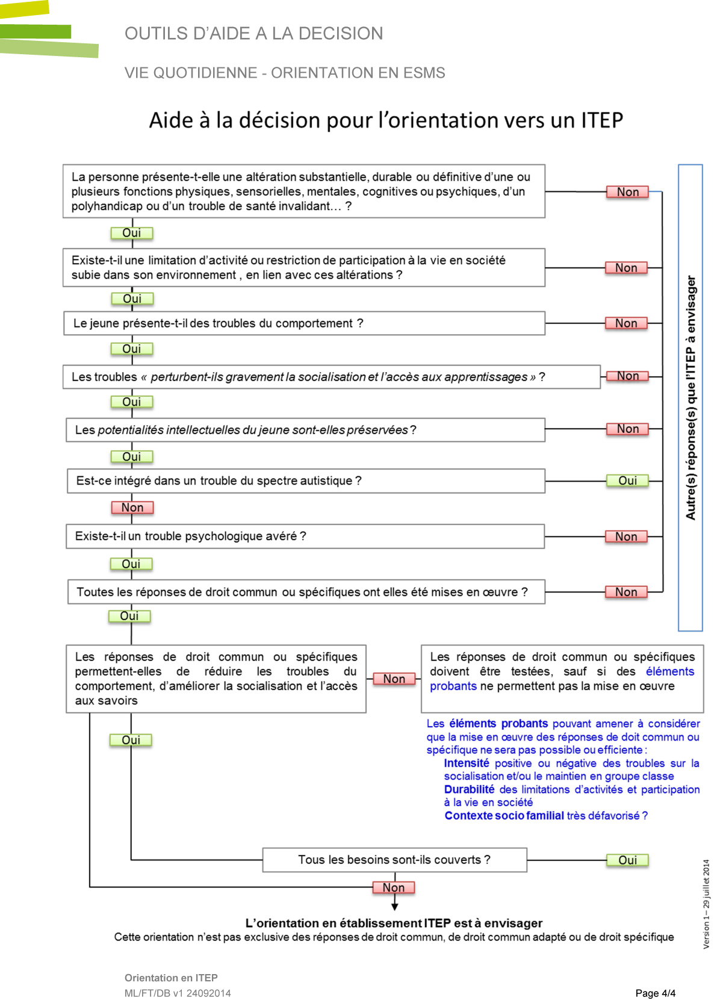 OUTILS D’AIDE A LA DECISION
VIE QUOTIDIENNE - ORIENTATION EN ESMS
Aide à la décision pour l’orientation vers un ITEP
La personne présente-t-elle une altération substantielle, durable ou définitive d’une ou
plusieurs fonctions physiques, sensorielles, mentales, cognitives ou psychiques, d’un
polyhandicap ou d’un trouble de santé invalidant… ?
Non
Oui
Existe-t-il une limitation d’activité ou restriction de participation à la vie en société
subie dans son environnement , en lien avec ces altérations ?
Non
Oui
Le jeune présente-t-il des troubles du comportement ?
Non
Oui
Les troubles « perturbent-ils gravement la socialisation et l’accès aux apprentissages » ?
Non
Oui
Les potentialités intellectuelles du jeune sont-elles préservées ?
Non
Oui
Est-ce intégré dans un trouble du spectre autistique ?
Oui
Non
Existe-t-il un trouble psychologique avéré ?
Non
Oui
Toutes les réponses de droit commun ou spécifiques ont elles été mises en œuvre ?
Non
Oui
Autre(s) réponse(s) que l’ITEP à envisager
Les réponses de droit commun ou spécifiques
permettent-elles de réduire les troubles du
comportement, d’améliorer la socialisation et l’accès
aux savoirs
Non
Les réponses de droit commun ou spécifiques
doivent être testées, sauf si des éléments
probants ne permettent pas la mise en œuvre
Oui
Les éléments probants pouvant amener à considérer
que la mise en œuvre des réponses de doit commun ou
spécifique ne sera pas possible ou efficiente :
Intensité positive ou négative des troubles sur la
socialisation et/ou le maintien en groupe classe
Durabilité des limitations d’activités et participation
à la vie en société
Contexte socio familial très défavorisé ?
Tous les besoins sont-ils couverts ?
Oui
Non
L’orientation en établissement ITEP est à envisager
Cette orientation n’est pas exclusive des réponses de droit commun, de droit commun adapté ou de droit spécifique
Version 1 – 29 juillet 2014
Orientation en ITEP
ML/FT/DB v1 24092014
Page 4/4